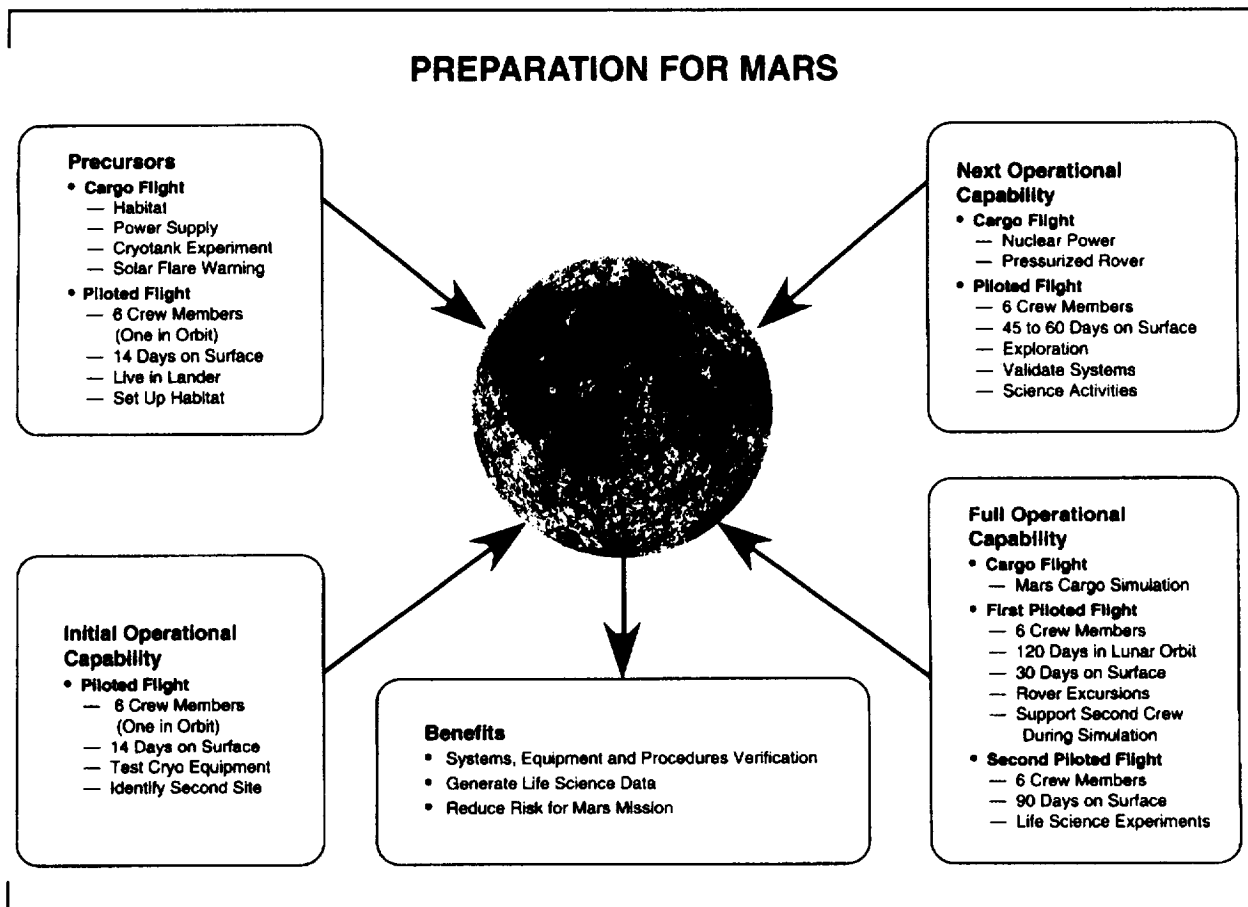 PREPARATION FOR MARS
Precursors
• Cargo Flight
— Habitat
— Power Supply
— Cryotank Experiment
— Solar Flare Warning
• Piloted Flight
— 6 Crew Members
(One in Orbit)
— 14 Days on Surface
— Live in Lander
— Set Up Habitat
Next Operational
Capability
• Cargo Flight
— Nuclear Power
— Pressurized Rover
• Piloted Flight
— 6 Crew Members
— 45 to 60 Days on Surface
— Exploration
— Validate Systems
— Science Activities
Initial Operational
Capability
• Piloted Flight
— 6 Crew Members
(One in Orbit)
— 14 Days on Surface
— Test Cryo Equipment
— Identify Second Site
Benefits
• Systems, Equipment and Procedures Verification
• Generate Life Science Data
• Reduce Risk for Mars Mission
Full Operational
Capability
• Cargo Flight
— Mars Cargo Simulation
• First Piloted Flight
— 6 Crew Members
— 120 Days in Lunar Orbit
— 30 Days on Surface
— Rover Excursions
— Support Second Crew
During Simulation
• Second Piloted Flight
— 6 Crew Members
— 90 Days on Surface
— Life Science Experiments